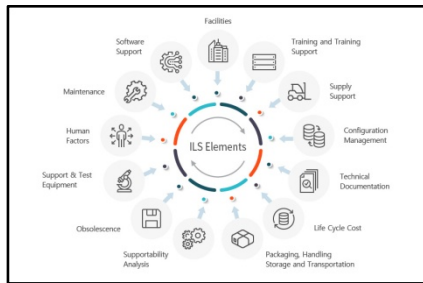 Facilities
Software
Support
Training and Training
Support
Maintenance
Supply
Support
Human
Factors
ILS Elements
Configuration
Management
Support & Test
Equipment
Technical
Documentation
Obsolescence
Life Cycle Cost
Supportability
Analysis
Packaging, Handling
Storage and Transportation